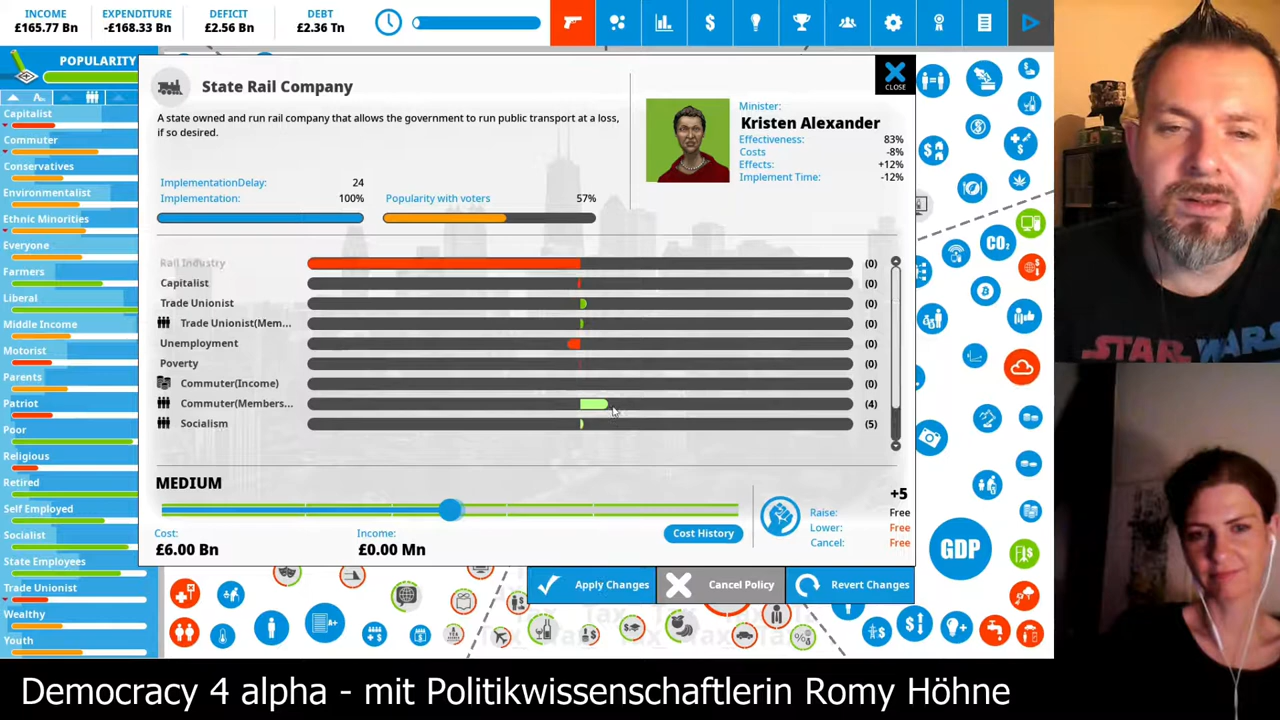 INCOME
£165.77 Bn
EXPENDITURE
-£168.33 Bn
DEFICIT
£2.56 Bn
DEBT
£2.36 Tn
POPULARITY
Capitalist
Commuter
Conservatives
Environmentalist
Ethnic Minorities
Everyone
Farmers
Liberal
Middle Income
Motorist
Parents
Patriot
Poor
Religious
Retired
Self Employed
Socialist
State Employees
Trade Unionist
Wealthy
Youth
State Rail Company
CLOSE
A state owned and run rail company that allows the government to run public transport at a loss,
if so desired.
Minister:
Kristen Alexander
Effectiveness: 83%
Costs -8%
Effects: +12%
Implement Time: -12%
ImplementationDelay: 24
Implementation: 100%
Popularity with voters 57%
Rail Industry (0)
Capitalist (0)
Trade Unionist (0)
Trade Unionist(Mem... (0)
Unemployment (0)
Poverty (0)
Commuter(Income) (0)
Commuter(Members... (4)
Socialism (5)
MEDIUM
Cost:
£6.00 Bn
Income:
£0.00 Mn
Cost History
+5
Raise: Free
Lower: Free
Cancel: Free
Apply Changes
Cancel Policy
Revert Changes
CO2
GDP
STAR WARS
Democracy 4 alpha - mit Politikwissenschaftlerin Romy Höhne